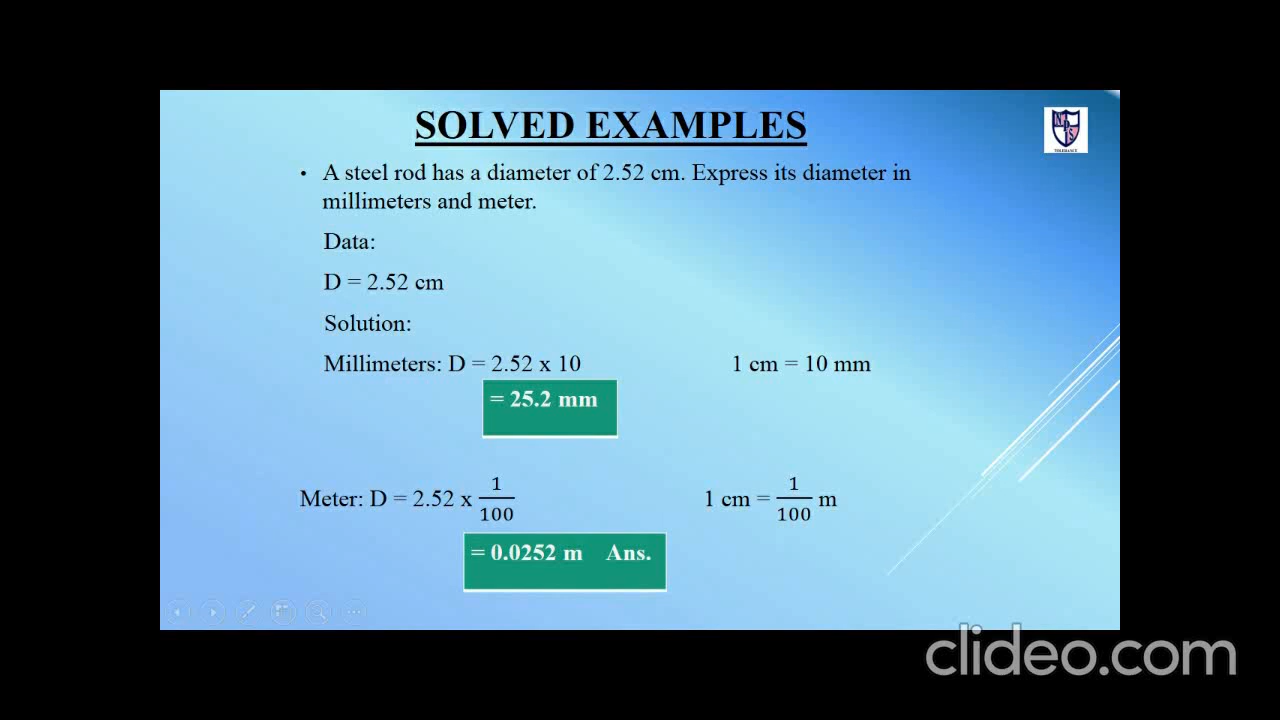 SOLVED EXAMPLES
• A steel rod has a diameter of 2.52 cm. Express its diameter in
millimeters and meter.
Data:
D = 2.52 cm
Solution:
Millimeters: D = 2.52 x 10 1 cm = 10 mm
= 25.2 mm
Meter: D = 2.52 x 1/100 1 cm = 1/100 m
= 0.0252 m Ans.
clideo.com